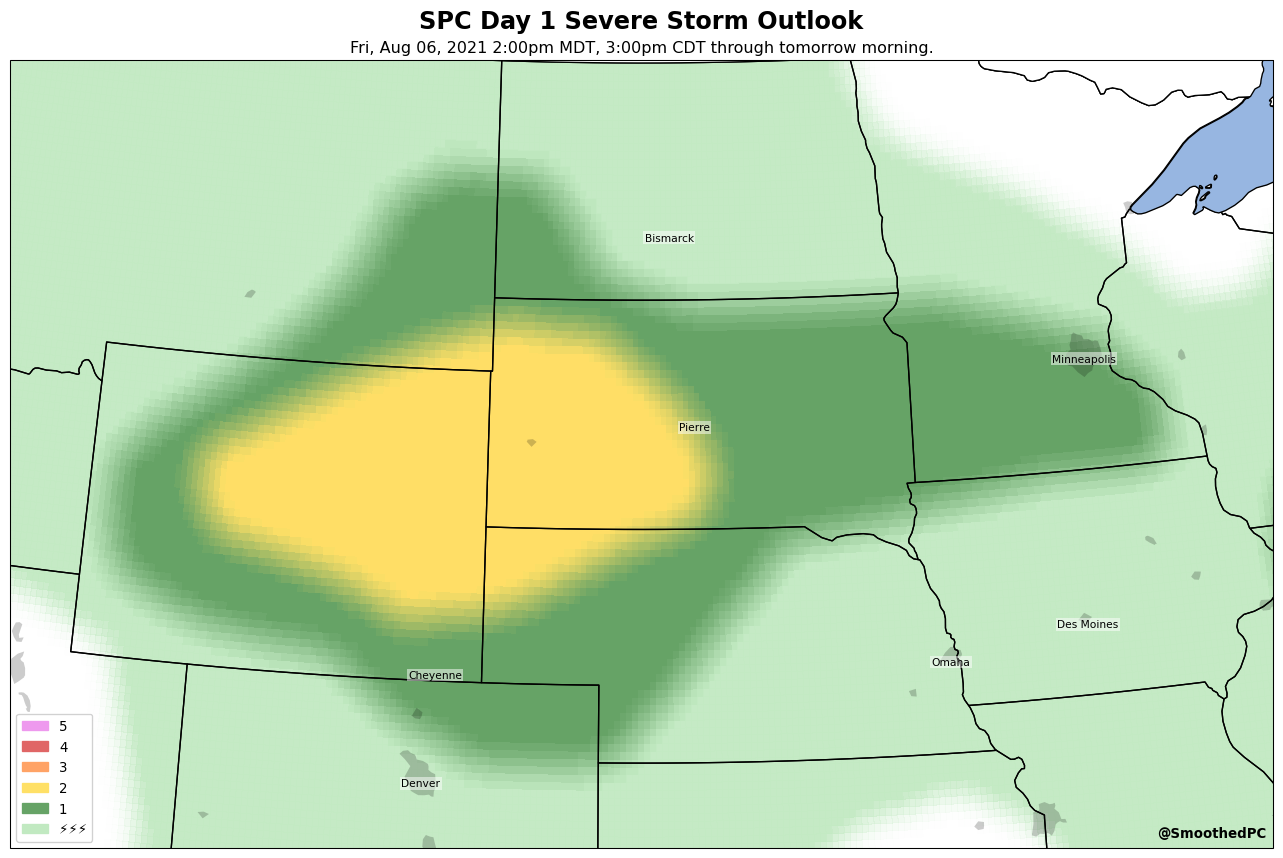 SPC Day 1 Severe Storm Outlook
Fri, Aug 06, 2021 2:00pm MDT, 3:00pm CDT through tomorrow morning.
Bismarck
Minneapolis
Pierre
Des Moines
Omaha
Cheyenne
Denver
5
4
3
2
1
⚡⚡⚡
@SmoothedPC